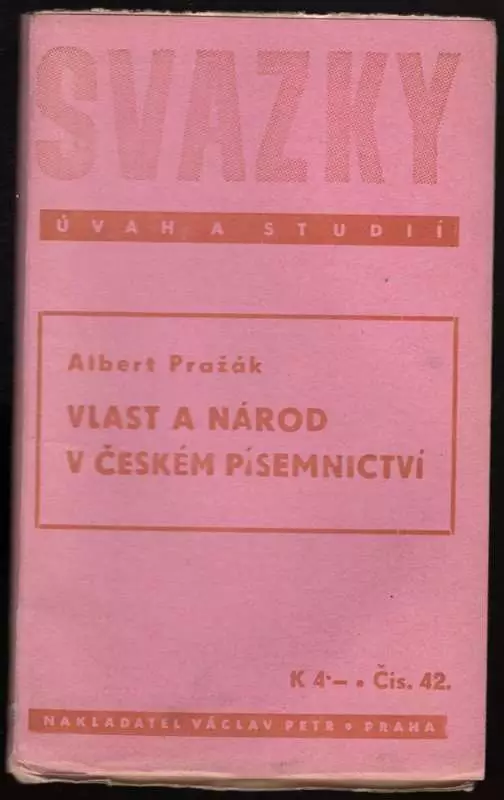 SVAZKY
ÚVAH A STUDIÍ
Albert Pražák
VLAST A NÁROD
V ČESKÉM PÍSEMNICTVÍ
K 4·– • Čís. 42.
NAKLADATEL VÁCLAV PETR • PRAHA